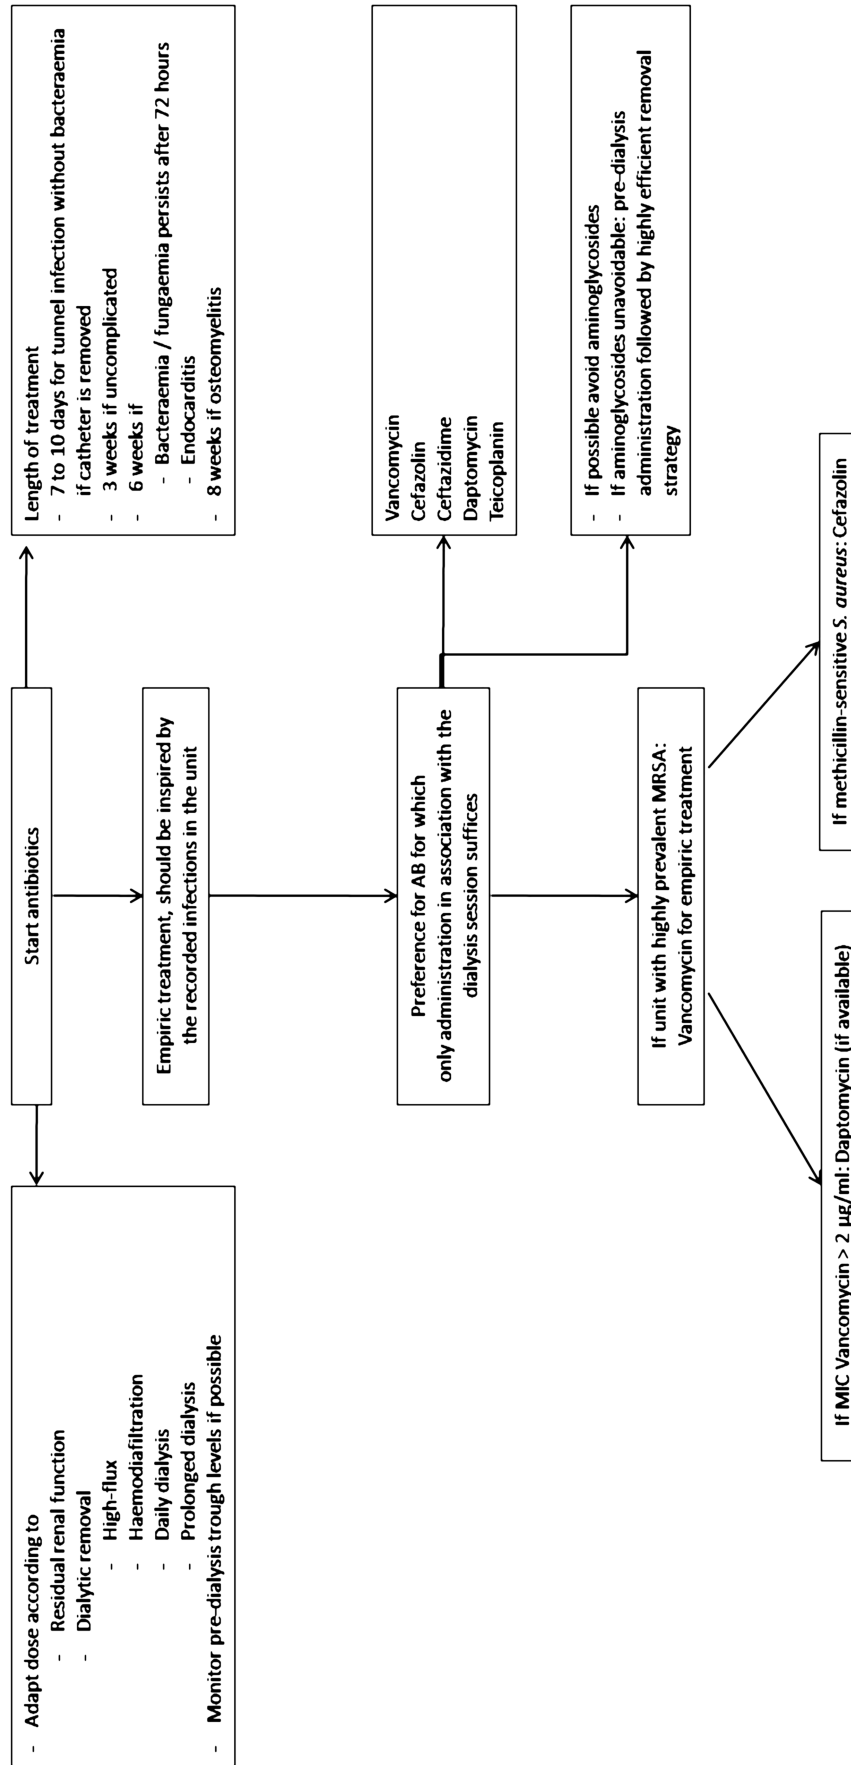 - Adapt dose according to
- Residual renal function
- Dialytic removal
- High-flux
- Haemodiafiltration
- Daily dialysis
- Prolonged dialysis
- Monitor pre-dialysis trough levels if possible
Start antibiotics
Length of treatment
- 7 to 10 days for tunnel infection without bacteraemia
if catheter is removed
- 3 weeks if uncomplicated
- 6 weeks if
- Bacteraemia / fungaemia persists after 72 hours
- Endocarditis
- 8 weeks if osteomyelitis
Empiric treatment, should be inspired by
the recorded infections in the unit
Preference for AB for which
only administration in association with the
dialysis session suffices
Vancomycin
Cefazolin
Ceftazidime
Daptomycin
Teicoplanin
- If possible avoid aminoglycosides
- If aminoglycosides unavoidable: pre-dialysis
administration followed by highly efficient removal
strategy
If unit with highly prevalent MRSA:
Vancomycin for empiric treatment
If MIC Vancomycin > 2 µg/ml: Daptomycin (if available)
If methicillin-sensitive S. aureus: Cefazolin